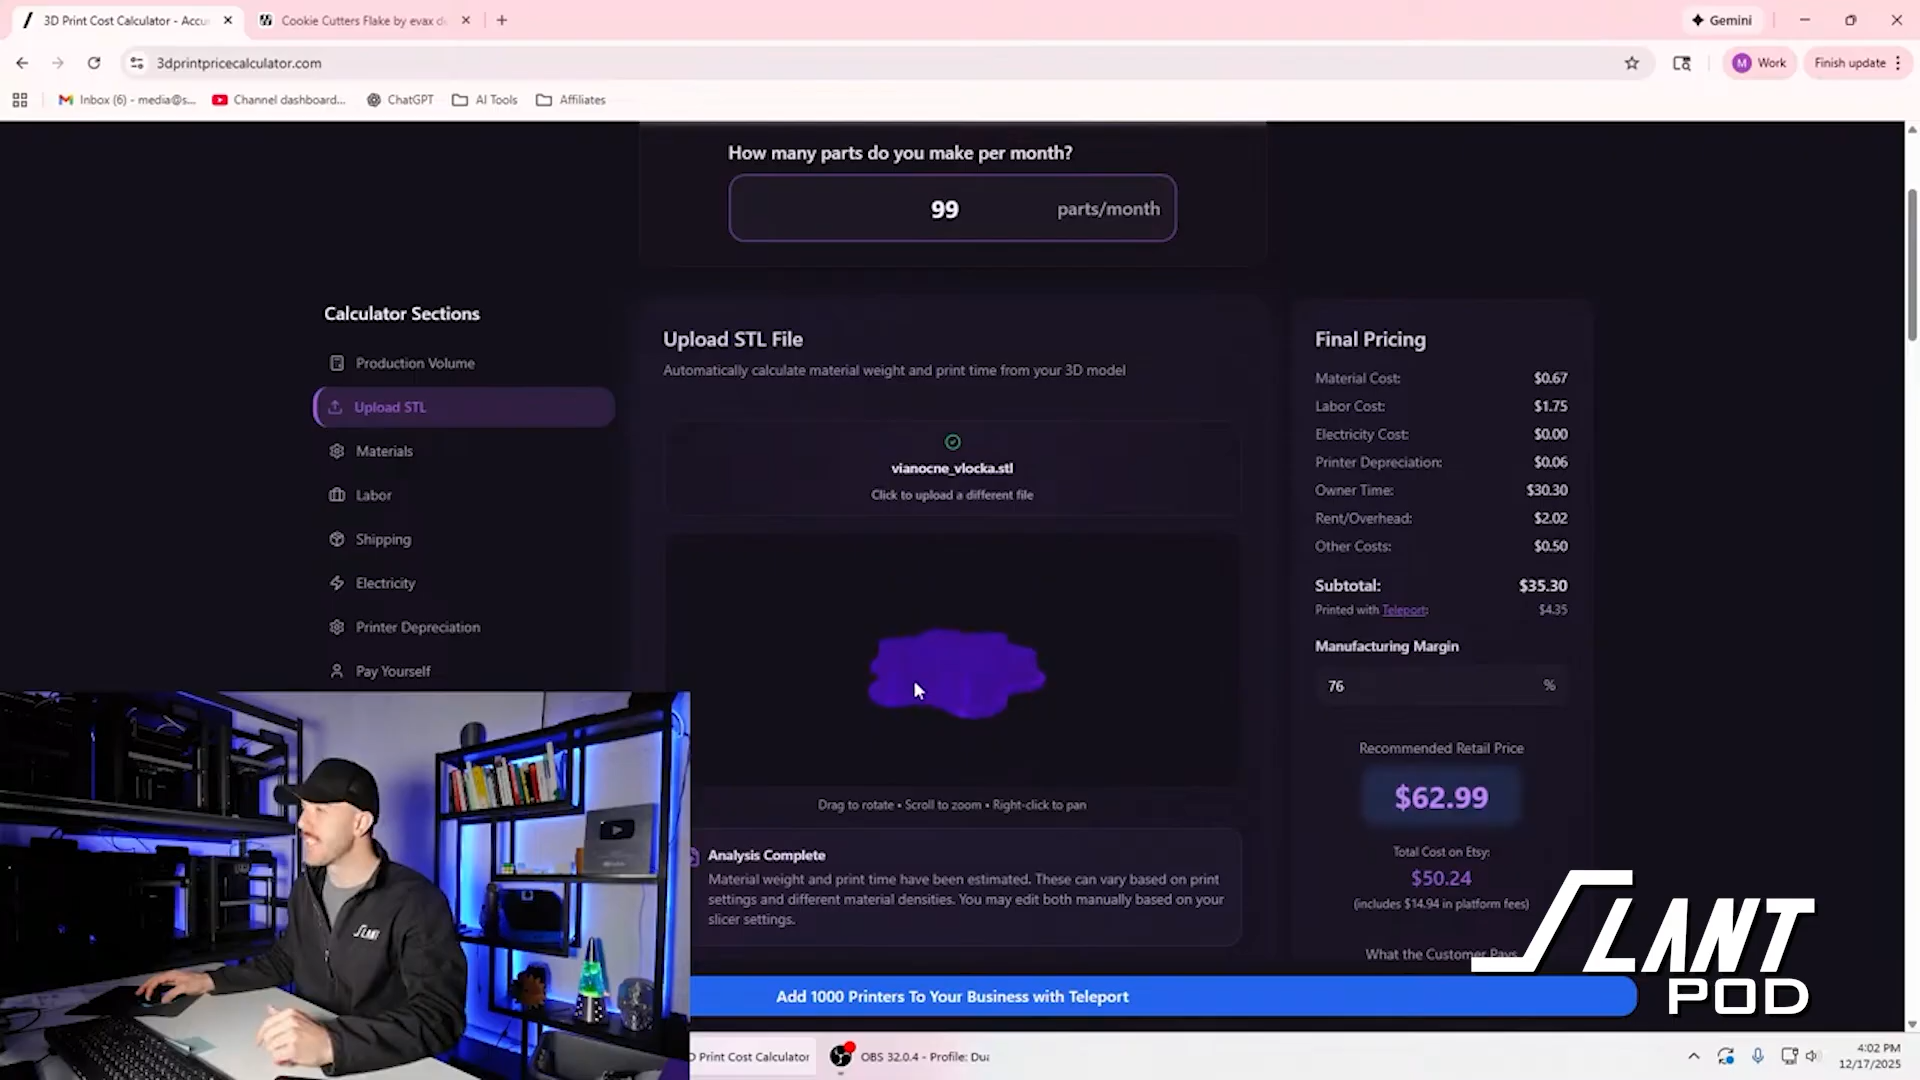 3D Print Cost Calculator - Accu
Cookie Cutters Flake by evax d
Gemini
3dprintpricecalculator.com
M Work
Finish update
Inbox (6) - media@s...
Channel dashboard...
ChatGPT
AI Tools
Affiliates
How many parts do you make per month?
99 parts/month
Calculator Sections
Production Volume
Upload STL
Materials
Labor
Shipping
Electricity
Printer Depreciation
Pay Yourself
Upload STL File
Automatically calculate material weight and print time from your 3D model
vianocne_vlocka.stl
Click to upload a different file
Drag to rotate • Scroll to zoom • Right-click to pan
Analysis Complete
Material weight and print time have been estimated. These can vary based on print
settings and different material densities. You may edit both manually based on your
slicer settings.
Final Pricing
Material Cost: $0.67
Labor Cost: $1.75
Electricity Cost: $0.00
Printer Depreciation: $0.06
Owner Time: $30.30
Rent/Overhead: $2.02
Other Costs: $0.50
Subtotal: $35.30
Printed with Teleport: $4.35
Manufacturing Margin
76 %
Recommended Retail Price
$62.99
Total Cost on Etsy:
$50.24
(includes $14.94 in platform fees)
What the Customer Pays
Add 1000 Printers To Your Business with Teleport
SLANT
POD
SLANT
D Print Cost Calculator
OBS 32.0.4 - Profile: Dua
4:02 PM
12/17/2025